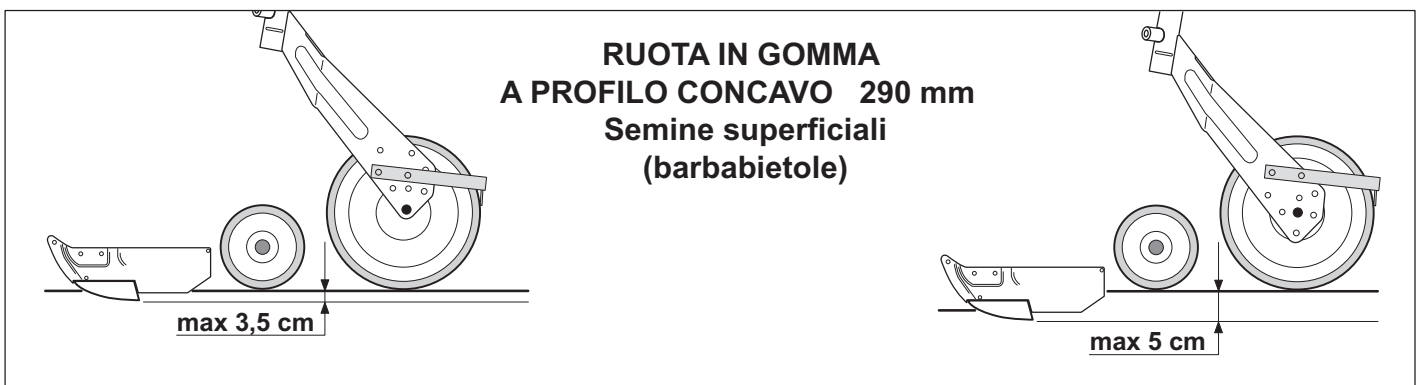 RUOTA IN GOMMA
A PROFILO CONCAVO 290 mm
Semine superficiali
(barbabietole)
max 3,5 cm
max 5 cm